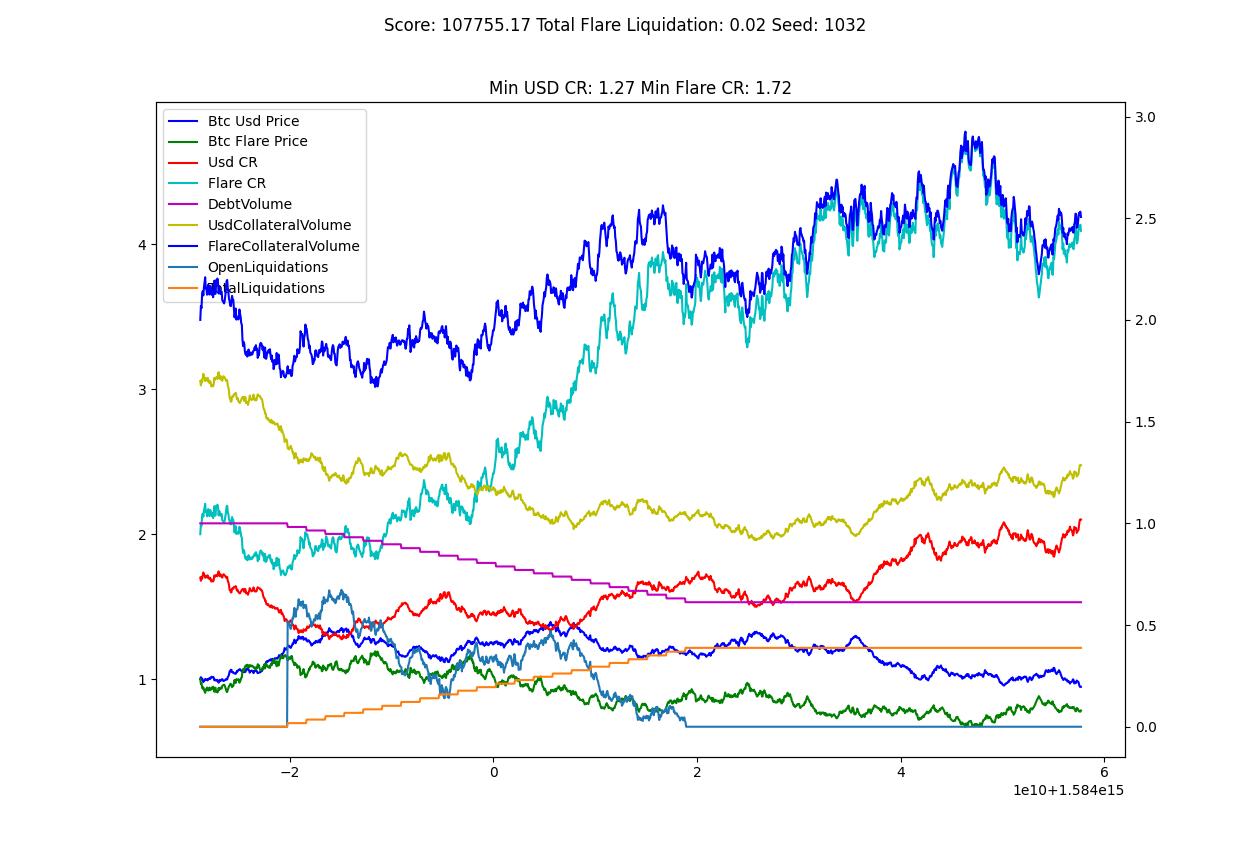 Score: 107755.17 Total Flare Liquidation: 0.02 Seed: 1032
Min USD CR: 1.27 Min Flare CR: 1.72
Btc Usd Price
Btc Flare Price
Usd CR
Flare CR
DebtVolume
UsdCollateralVolume
FlareCollateralVolume
OpenLiquidations
TotalLiquidations
4
3
2
1
3.0
2.5
2.0
1.5
1.0
0.5
0.0
−2
0
2
4
6
1e10+1.584e15